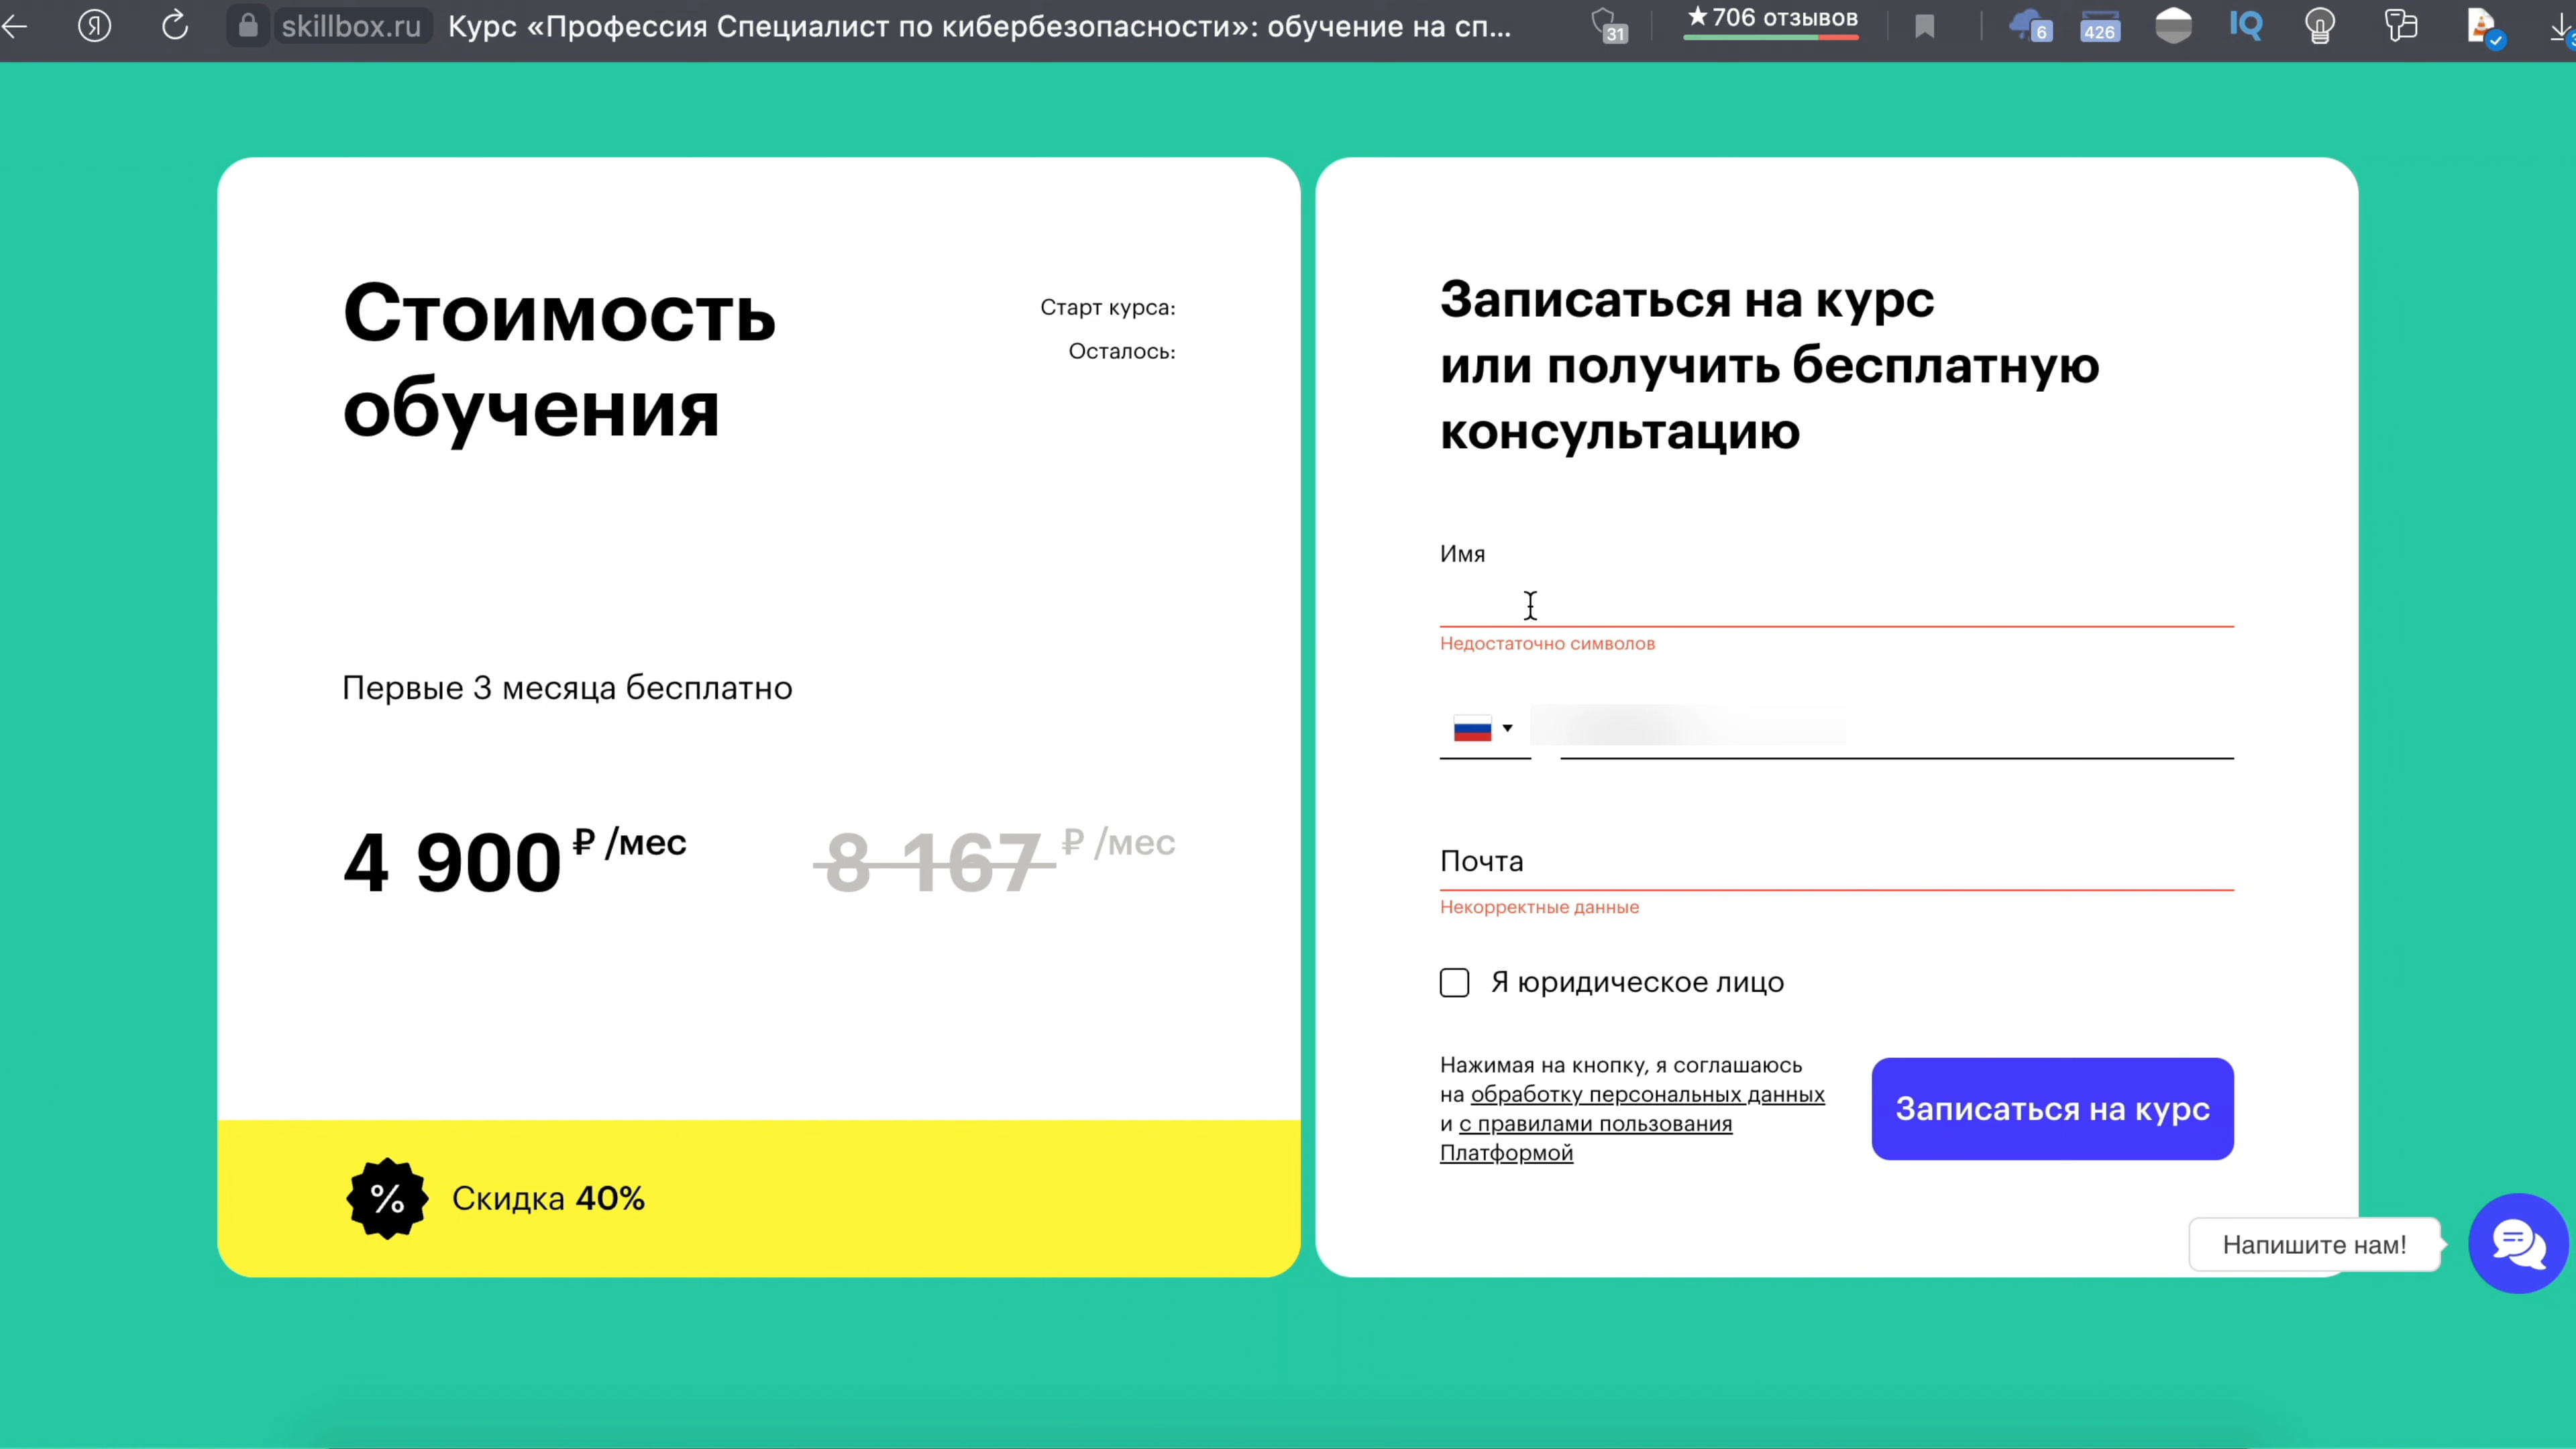 skillbox.ru
Курс «Профессия Специалист по кибербезопасности»: обучение на сп...
31
★706 отзывов
6
426
IQ
Стоимость
обучения
Старт курса:
Осталось:
Первые 3 месяца бесплатно
4 900 ₽ /мес
8 167 ₽ /мес
% Скидка 40%
Записаться на курс
или получить бесплатную
консультацию
Имя
Недостаточно символов
Почта
Некорректные данные
Я юридическое лицо
Нажимая на кнопку, я соглашаюсь
на обработку персональных данных
и с правилами пользования
Платформой
Записаться на курс
Напишите нам!